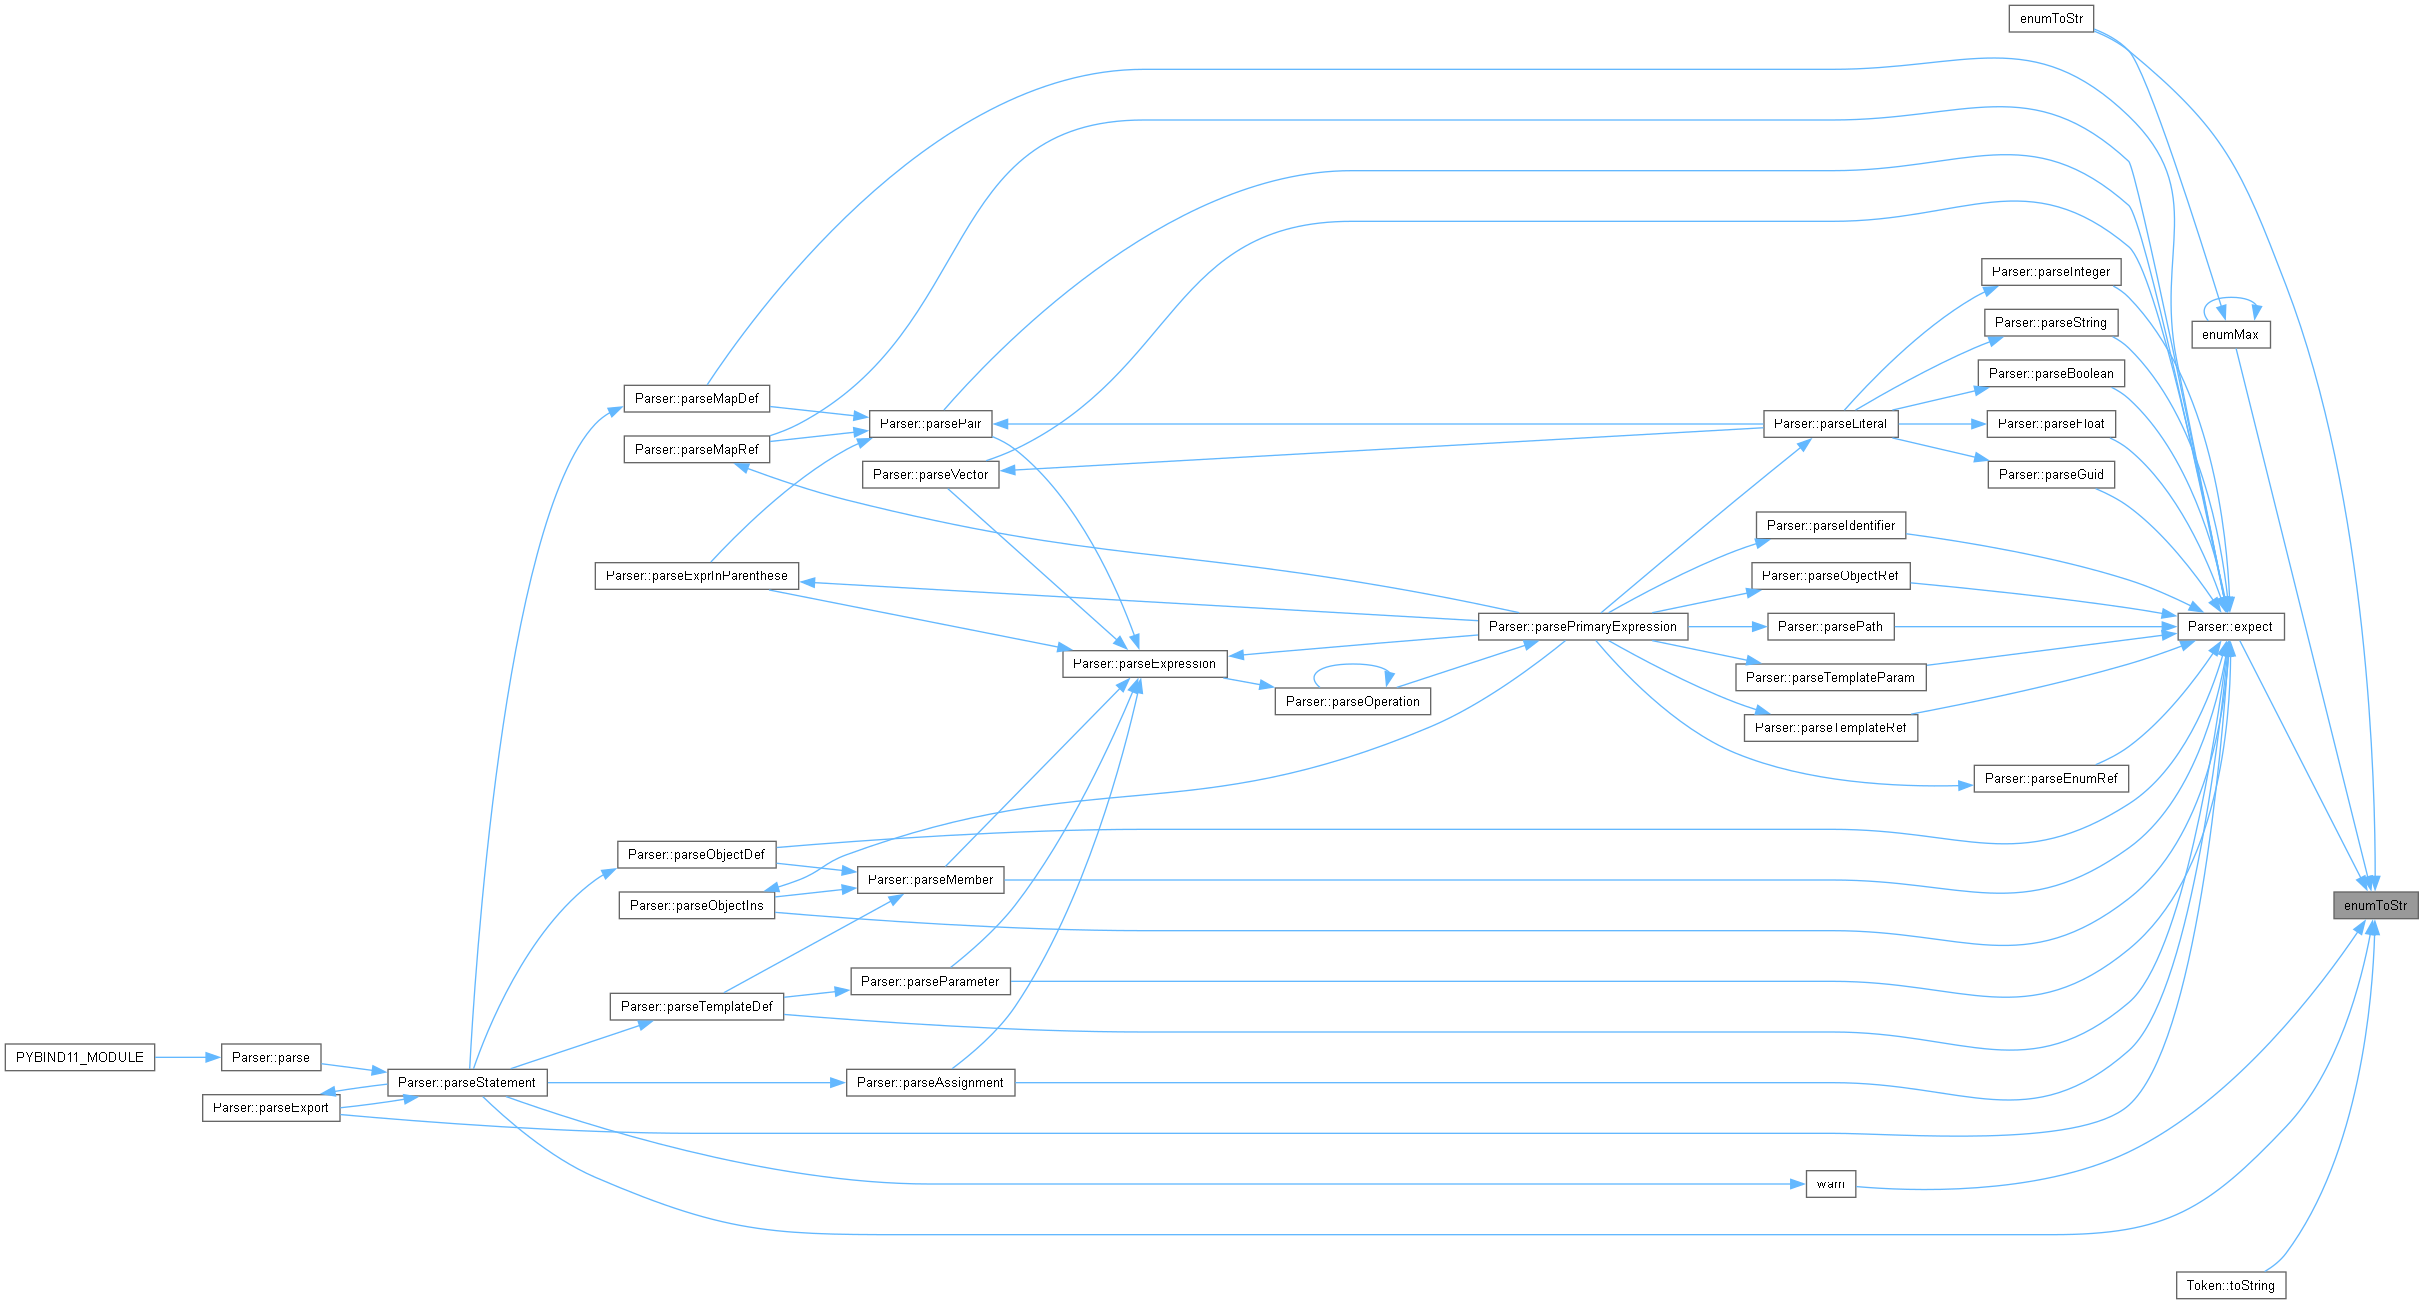 enumToStr
Parser::parseInteger
Parser::parseString
enumMax
Parser::parseBoolean
Parser::parseMapDef
Parser::parsePair
Parser::parseLiteral
Parser::parseFloat
Parser::parseMapRef
Parser::parseVector
Parser::parseGuid
Parser::parseIdentifier
Parser::parseExprInParenthese
Parser::parseObjectRef
Parser::parsePrimaryExpression
Parser::parsePath
Parser::expect
Parser::parseExpression
Parser::parseTemplateParam
Parser::parseOperation
Parser::parseTemplateRef
Parser::parseEnumRef
Parser::parseObjectDef
Parser::parseMember
Parser::parseObjectIns
enumToStr
Parser::parseParameter
Parser::parseTemplateDef
PYBIND11_MODULE
Parser::parse
Parser::parseStatement
Parser::parseAssignment
Parser::parseExport
warn
Token::toString